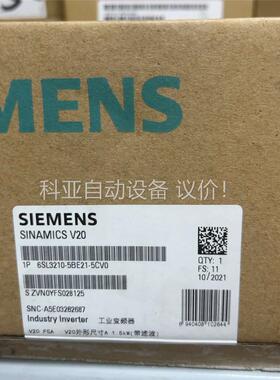 MENS
科亚自动设备 议价！
SIEMENS
SINAMICS V20
1P 6SL3210-5BE21-5CV0
S ZVN0YFS028125
SNC-A5E03262687
Industry Inverter 工业变频器
V20 FSA V20外形尺寸A 1.5kW(带滤波)
QTY: 1
FS: 11
10/2021